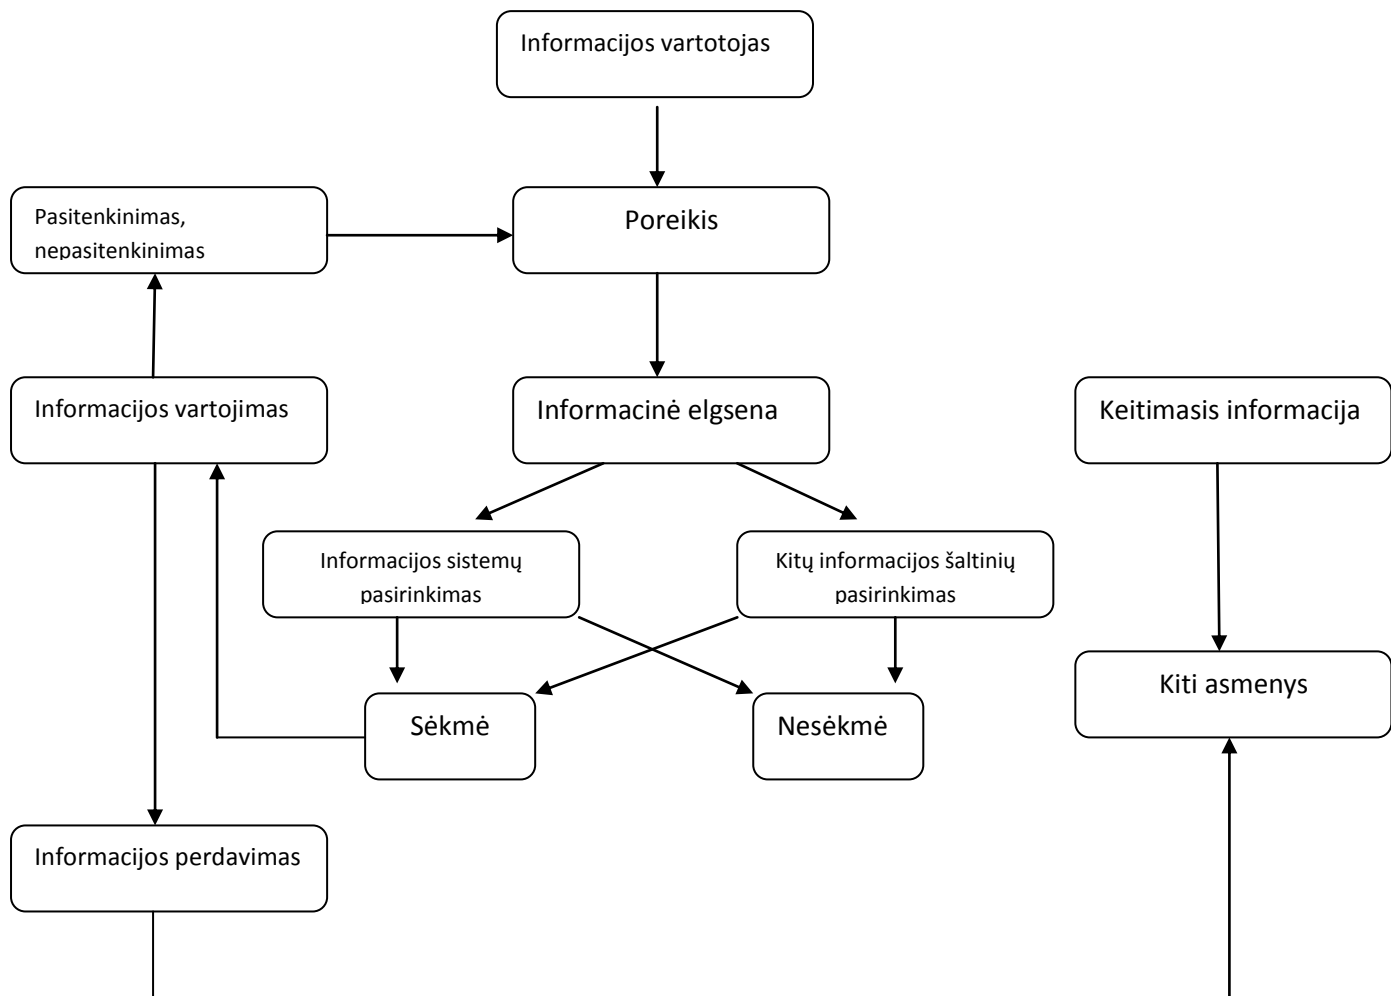 Informacijos vartotojas
Pasitenkinimas,
nepasitenkinimas
Poreikis
Informacijos vartojimas
Informacinė elgsena
Keitimasis informacija
Informacijos sistemų
pasirinkimas
Kitų informacijos šaltinių
pasirinkimas
Kiti asmenys
Sėkmė
Nesėkmė
Informacijos perdavimas